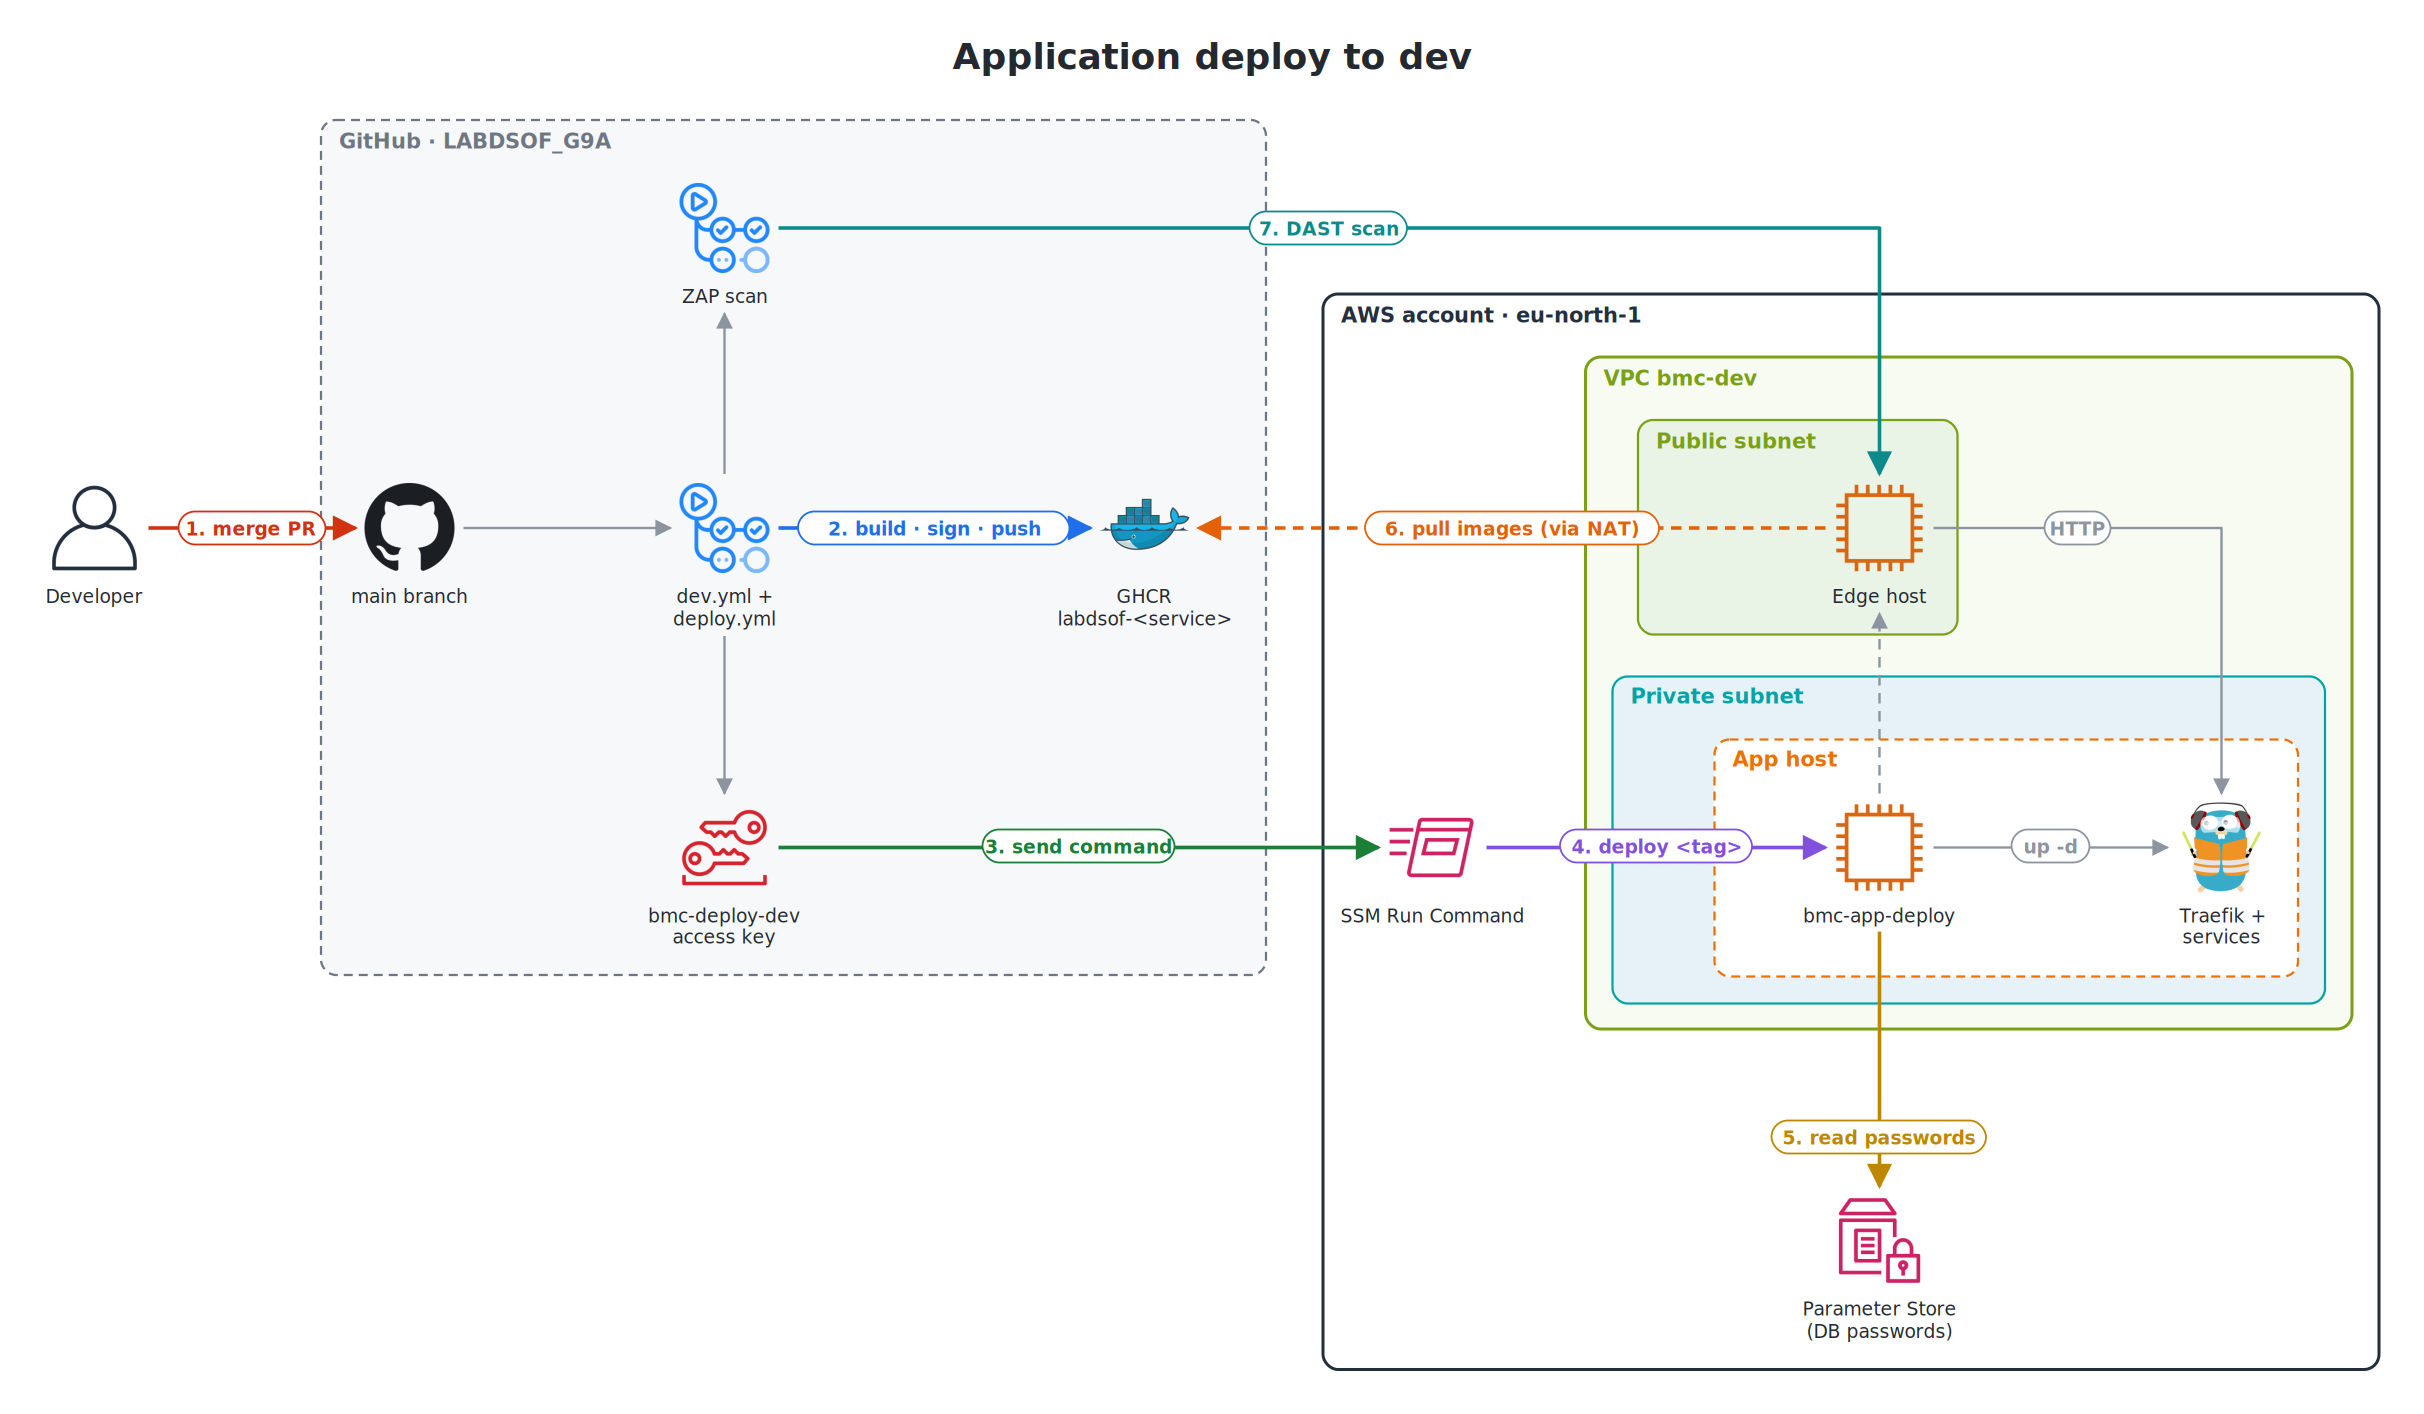 Application deploy to dev
GitHub · LABDSOF_G9A
ZAP scan
7. DAST scan
AWS account · eu-north-1
VPC bmc-dev
Public subnet
Developer
1. merge PR
main branch
dev.yml +
deploy.yml
2. build · sign · push
GHCR
labdsof-<service>
6. pull images (via NAT)
Edge host
HTTP
Private subnet
App host
bmc-deploy-dev
access key
3. send command
SSM Run Command
4. deploy <tag>
bmc-app-deploy
up -d
Traefik +
services
5. read passwords
Parameter Store
(DB passwords)